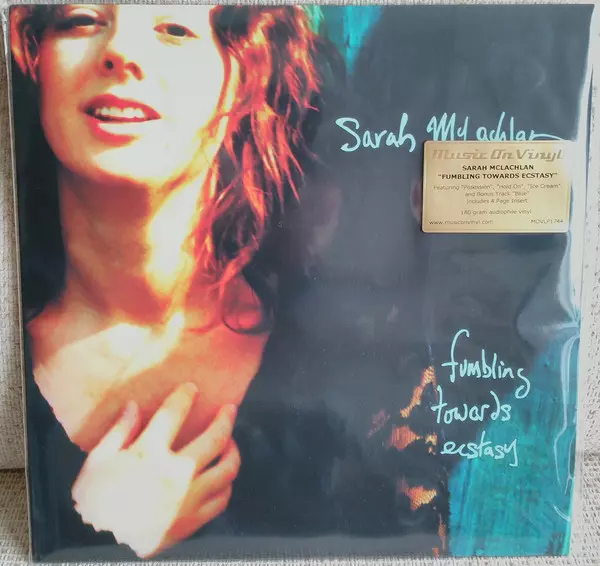 Sarah McLachlan
Music On Vinyl
SARAH MCLACHLAN
"FUMBLING TOWARDS ECSTASY"
Featuring "Possession", "Hold On", "Ice Cream"
and Bonus Track "Blue"
Includes 4 Page Insert
180 gram audiophile vinyl
www.musiconvinyl.com MOVLP1744
fumbling
towards
ecstasy